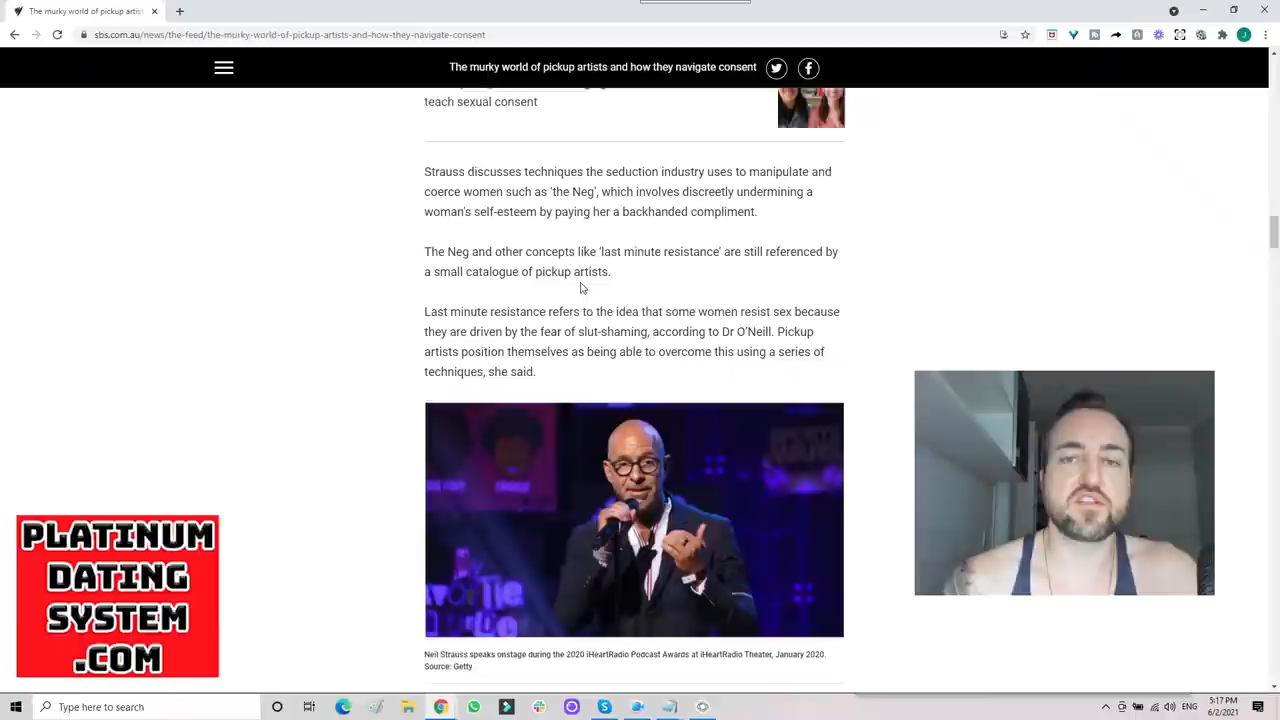 The murky world of pickup artist
sbs.com.au/news/the-feed/the-murky-world-of-pickup-artists-and-how-they-navigate-consent
The murky world of pickup artists and how they navigate consent
teach sexual consent
Strauss discusses techniques the seduction industry uses to manipulate and
coerce women such as 'the Neg', which involves discreetly undermining a
woman's self-esteem by paying her a backhanded compliment.
The Neg and other concepts like 'last minute resistance' are still referenced by
a small catalogue of pickup artists.
Last minute resistance refers to the idea that some women resist sex because
they are driven by the fear of slut-shaming, according to Dr O'Neill. Pickup
artists position themselves as being able to overcome this using a series of
techniques, she said.
Neil Strauss speaks onstage during the 2020 iHeartRadio Podcast Awards at iHeartRadio Theater, January 2020.
Source: Getty
PLATINUM
DATING
SYSTEM
.COM
Type here to search
5:17 PM
6/2/2021